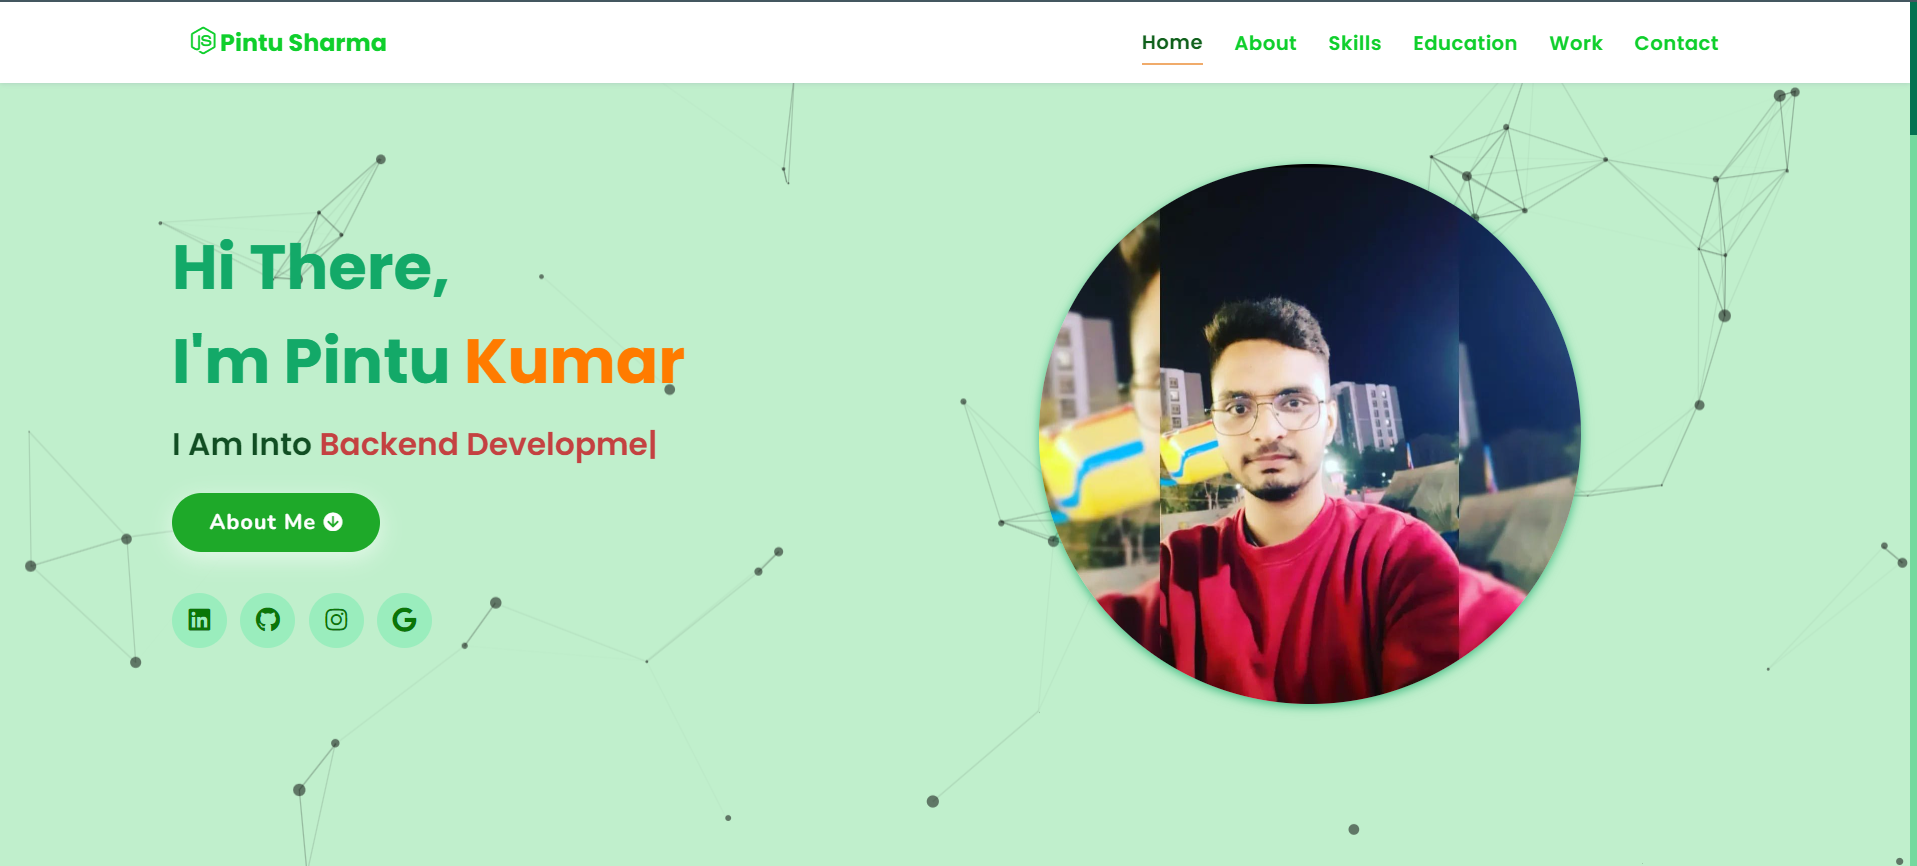 Pintu Sharma
Home About Skills Education Work Contact
Hi There,
I'm Pintu Kumar
I Am Into Backend Developme|
About Me